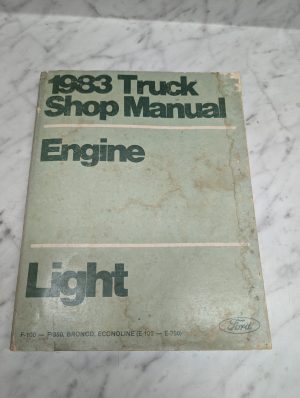 1983 Truck
Shop Manual
Engine
Light
F-100 — F-350, BRONCO, ECONOLINE (E-100 — E-350)
Ford